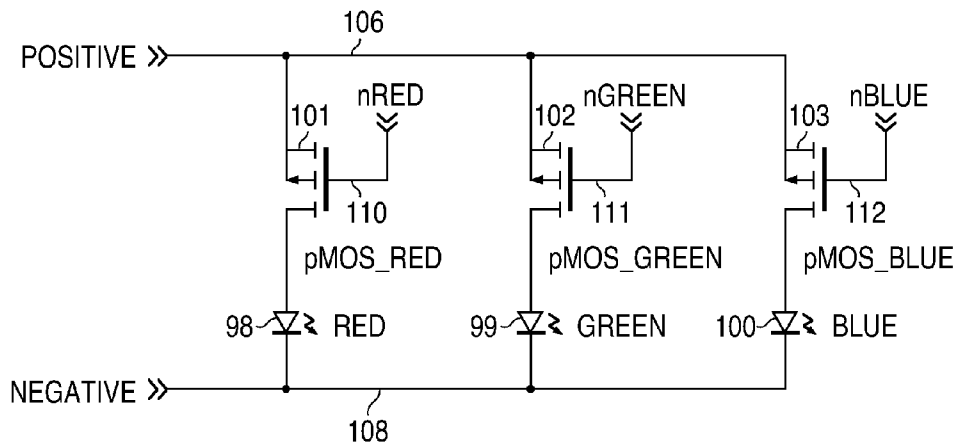 POSITIVE
106
nRED
nGREEN
nBLUE
101
102
103
110
111
112
pMOS_RED
pMOS_GREEN
pMOS_BLUE
98
RED
99
GREEN
100
BLUE
NEGATIVE
108